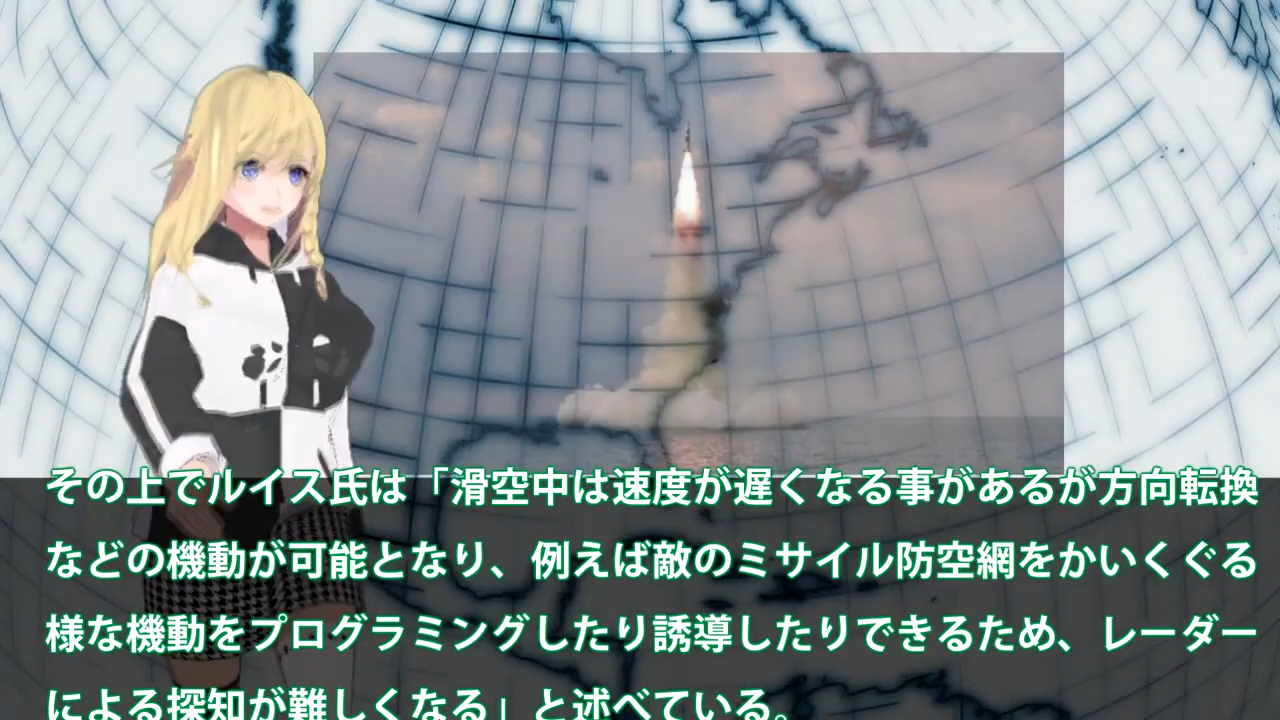 その上でルイス氏は「滑空中は速度が遅くなる事があるが方向転換
などの機動が可能となり、例えば敵のミサイル防空網をかいくぐる
様な機動をプログラミングしたり誘導したりできるため、レーダー
による探知が難しくなる」と述べている。